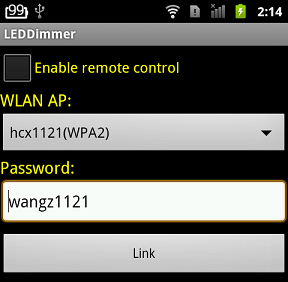 99 2:14
LEDDimmer
Enable remote control
WLAN AP:
hcx1121(WPA2)
Password:
wangz1121
Link